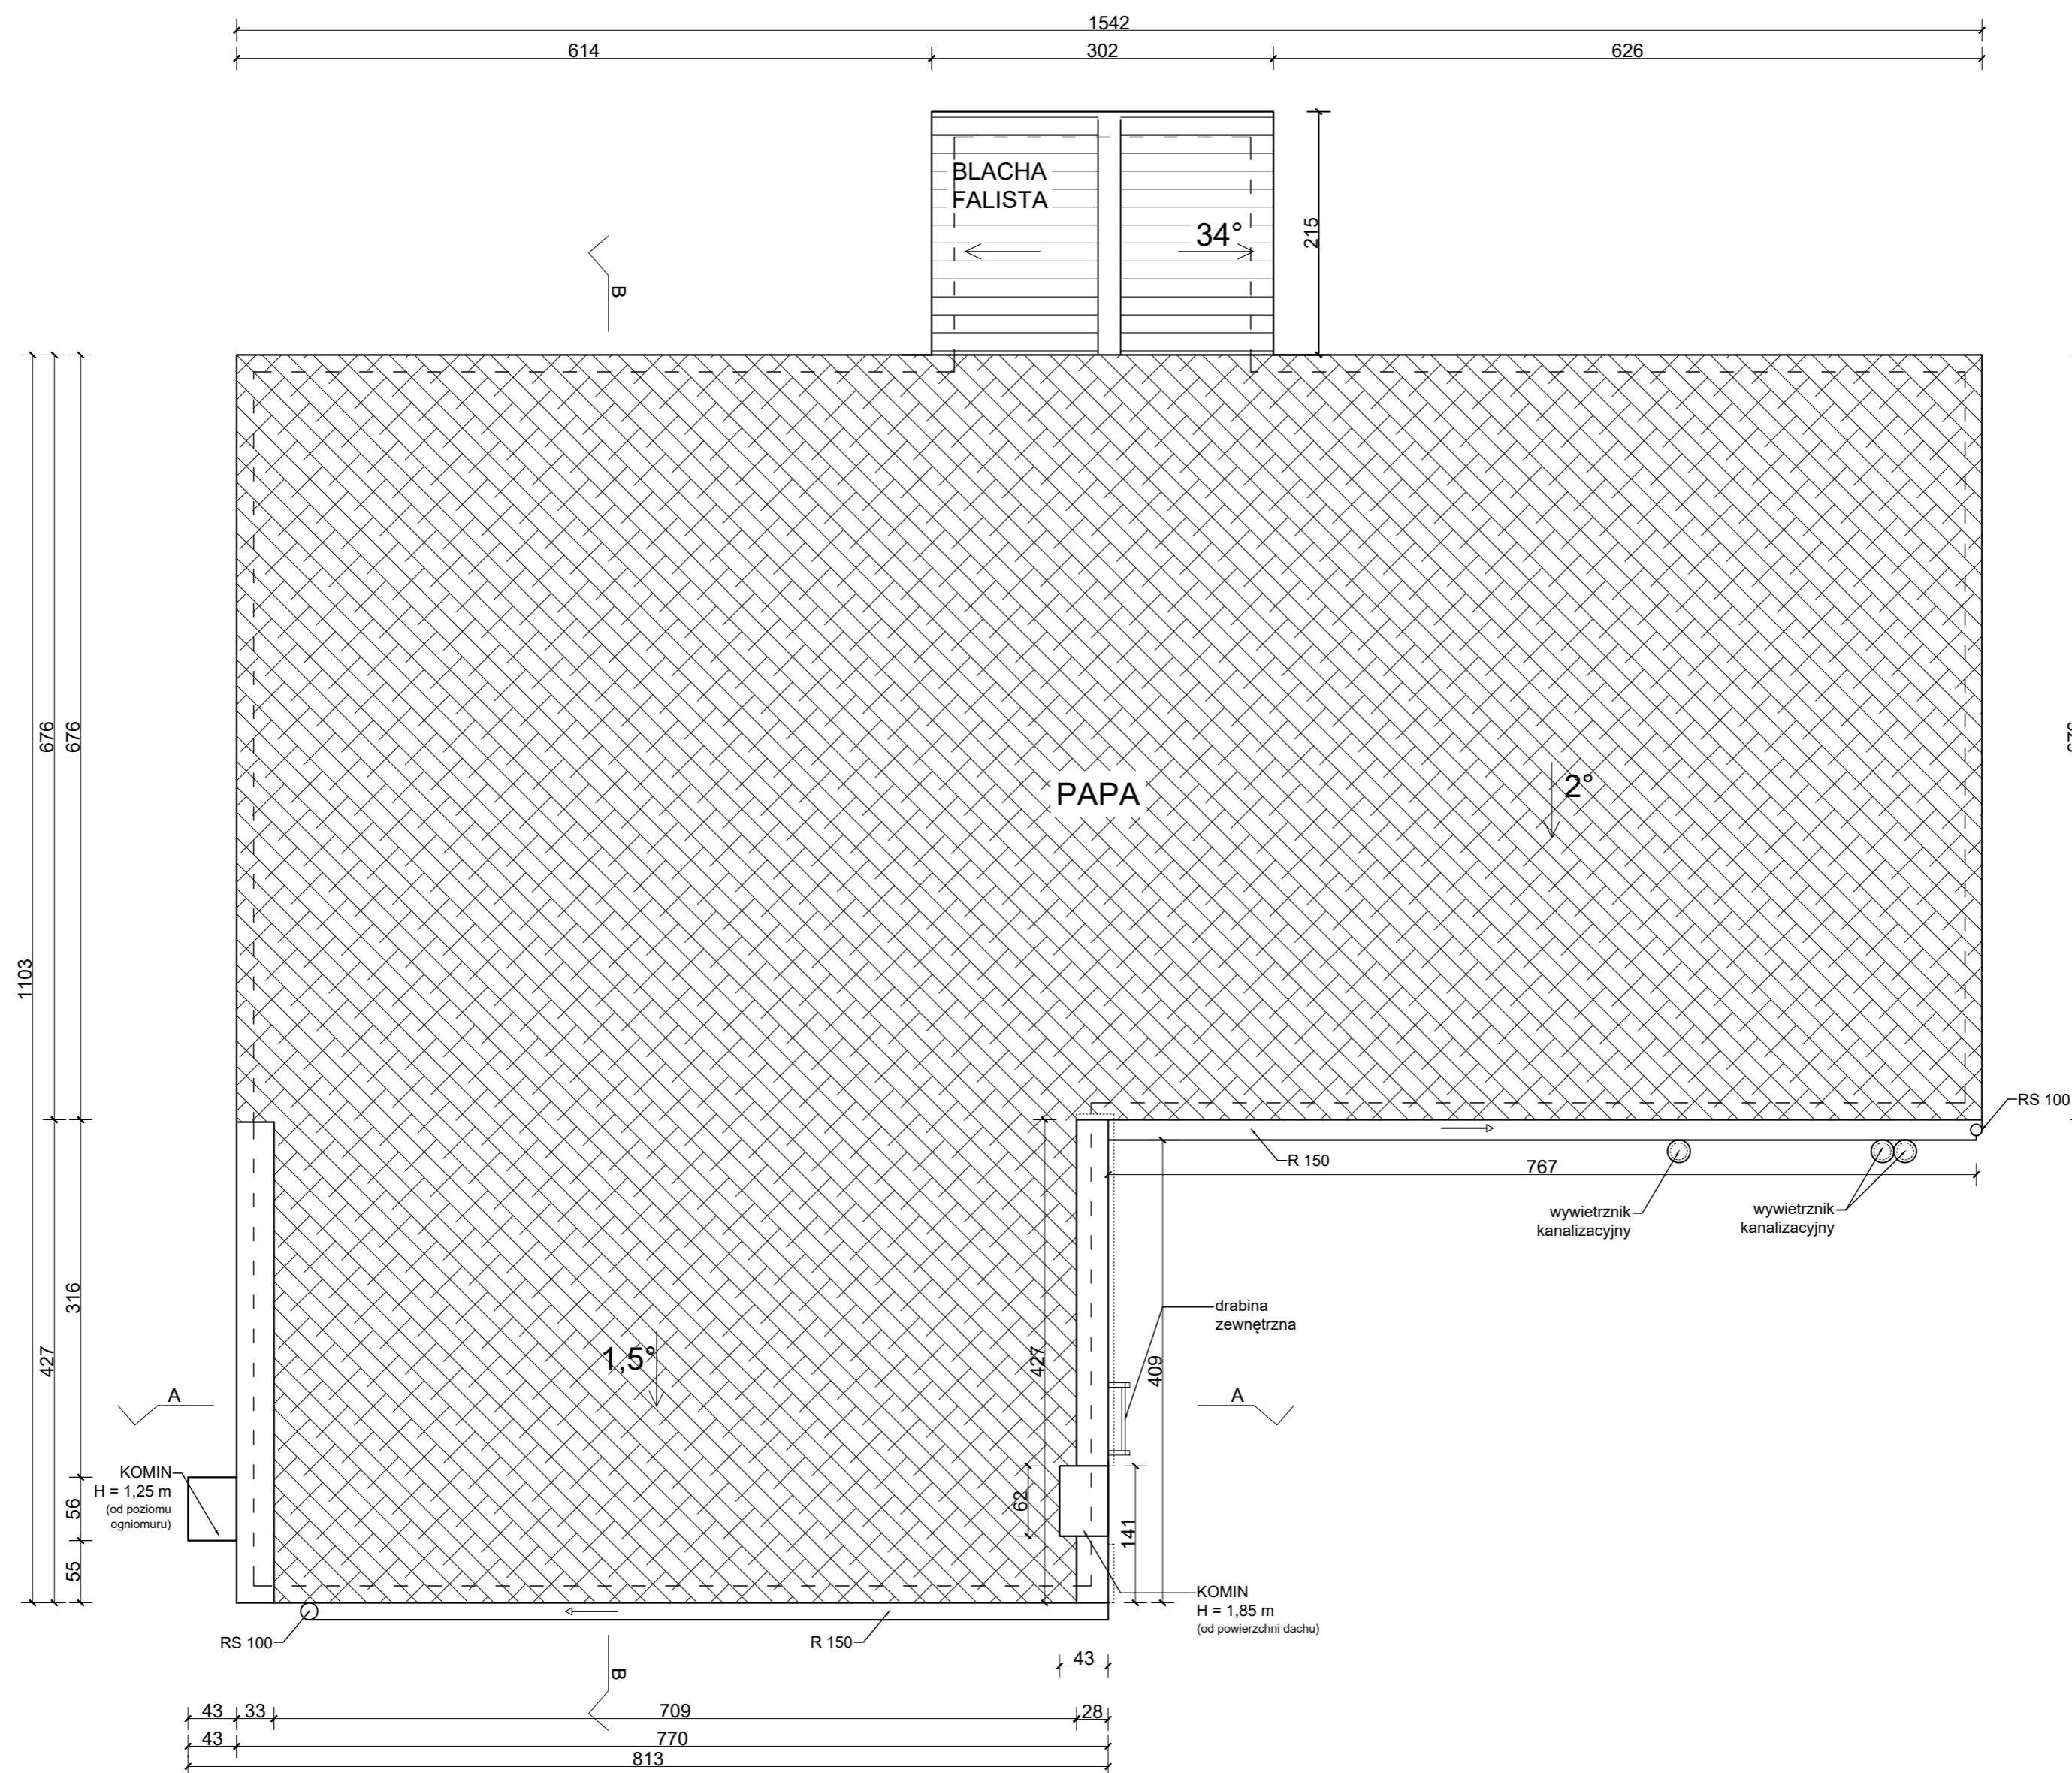 1542
614
302
626
BLACHA
FALISTA
34°
215
B
676
676
1103
PAPA
2°
RS 100
R 150
767
wywietrznik
kanalizacyjny
wywietrznik
kanalizacyjny
316
427
427
409
drabina
zewnętrzna
1,5°
A
A
KOMIN
H = 1,25 m
(od poziomu
ogniomuru)
56
55
62
141
KOMIN
H = 1,85 m
(od powierzchni dachu)
RS 100
R 150
B
43
43
33
709
28
43
770
813